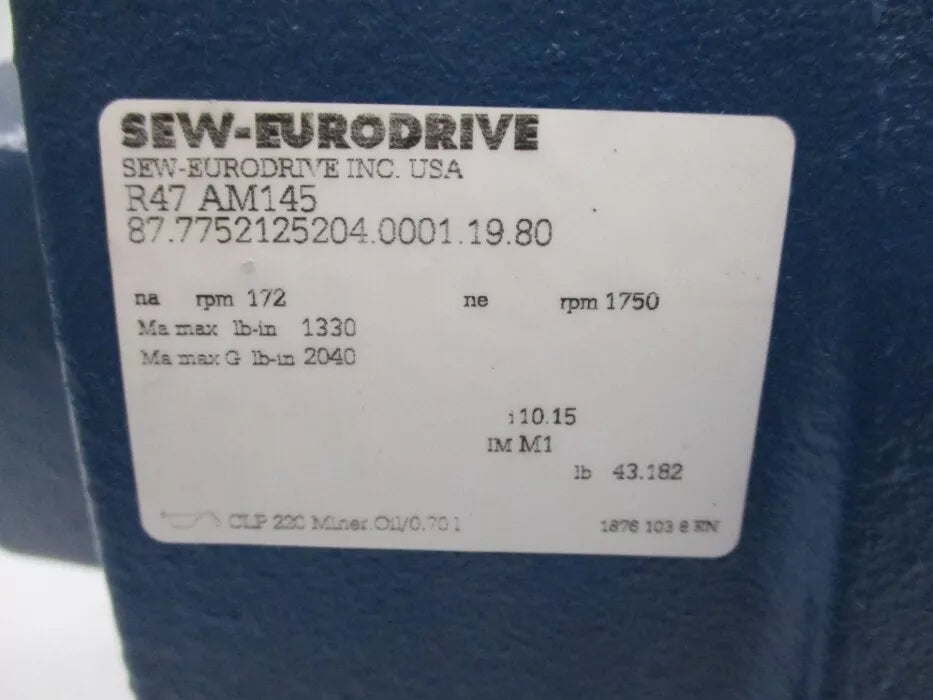 SEW-EURODRIVE
SEW-EURODRIVE INC. USA
R47 AM145
87.7752125204.0001.19.80
na rpm 172 ne rpm 1750
Ma max lb-in 1330
Ma max G lb-in 2040
i 10.15
IM M1
lb 43.182
CLP 220 Miner.Oil/0.70 l 1876 103 8 EN